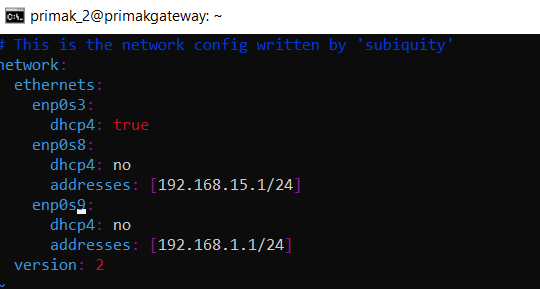 primak_2@primakgateway: ~
# This is the network config written by 'subiquity'
network:
  ethernets:
    enp0s3:
      dhcp4: true
    enp0s8:
      dhcp4: no
      addresses: [192.168.15.1/24]
    enp0s9:
      dhcp4: no
      addresses: [192.168.1.1/24]
  version: 2